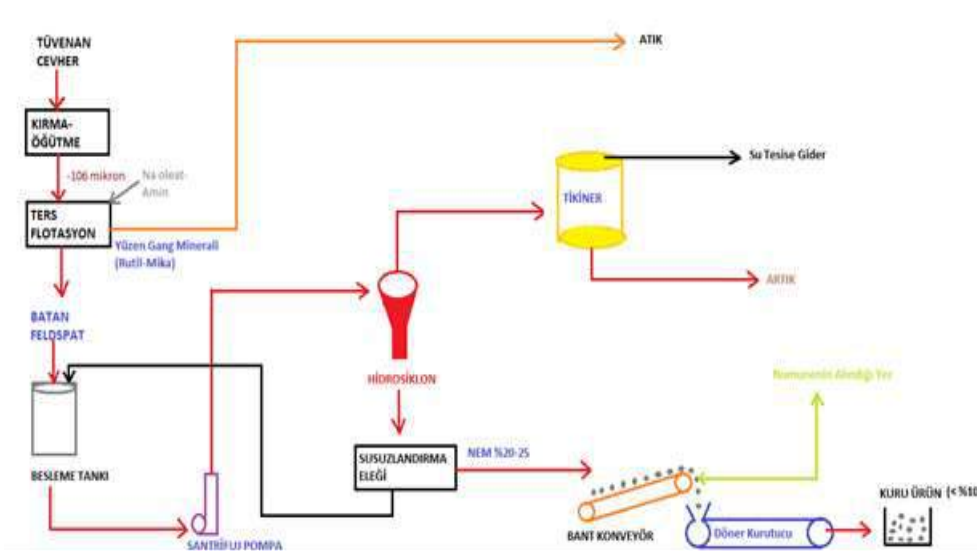 TÜVENAN
CEVHER
ATIK
KIRMA-
ÖĞÜTME
-106 mikron
Na oleat-
Amin
Su Tesise Gider
TİKİNER
TERS
FLOTASYON
Yüzen Gang Minerali
(Rutil-Mika)
ARTIK
BATAN
FELDSPAT
HİDROSİKLON
Numunenin Alındığı Yer
BESLEME TANKI
SUSUZLANDIRMA
ELEĞİ
NEM %20-25
KURU ÜRÜN (<%10
BANT KONVEYÖR
Döner Kurutucu
SANTRİFUJ POMPA